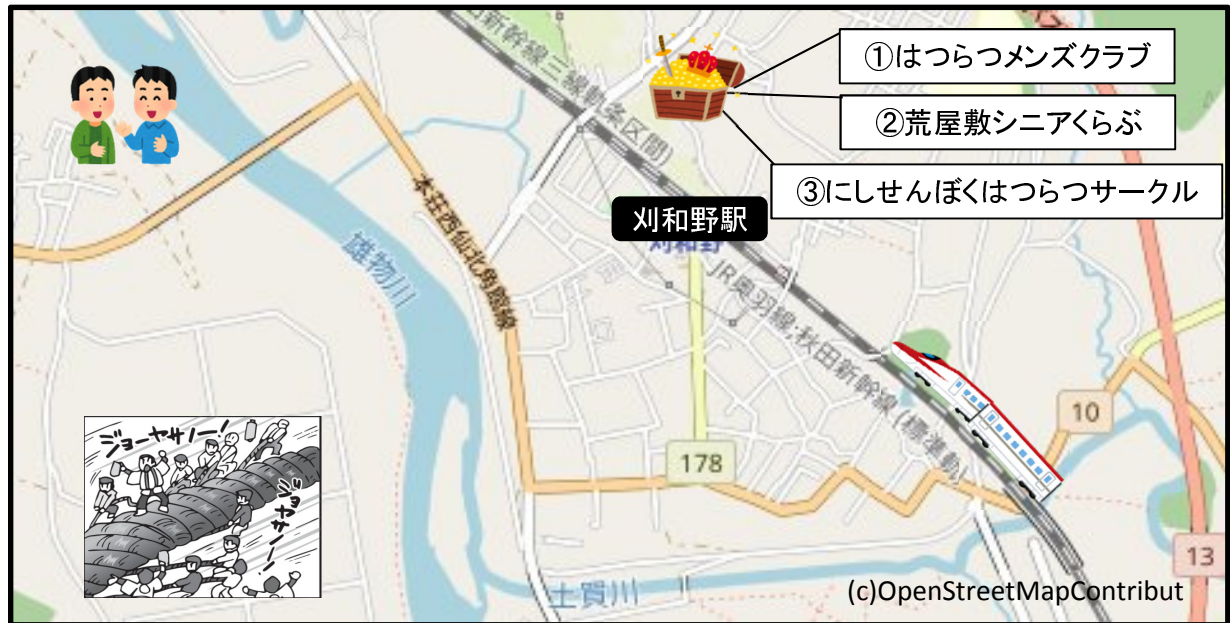 ①はつらつメンズクラブ
②荒屋敷シニアくらぶ
③にしせんぼくはつらつサークル
田新幹線三線軌条区間)
刈和野駅
刈和野
本荘西仙北角館線
雄物川
JR奥羽線;秋田新幹線(標準軌)
10
178
13
ジョーヤサノー!
ジョヤサノー
土買川
(c)OpenStreetMapContribut